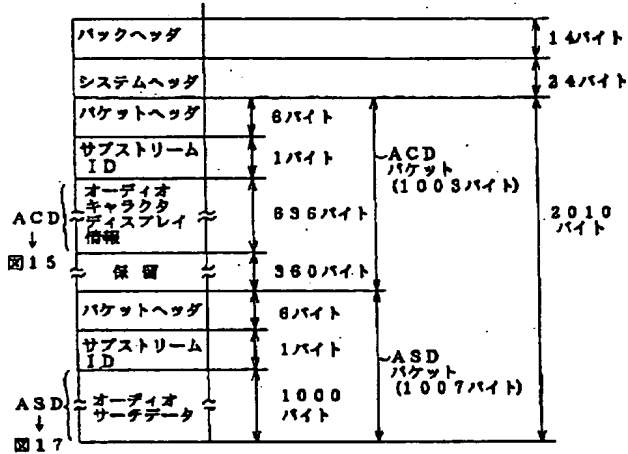 パックヘッダ
14バイト
システムヘッダ
24バイト
パケットヘッダ
6バイト
サブストリーム
ID
1バイト
ACD
パケット
(1003バイト)
オーディオ
キャラクタ
ディスプレイ
情報
636バイト
ACD
↓
図15
2010
バイト
保留
360バイト
パケットヘッダ
6バイト
サブストリーム
ID
1バイト
ASD
パケット
(1007バイト)
オーディオ
サーチデータ
1000
バイト
ASD
↓
図17